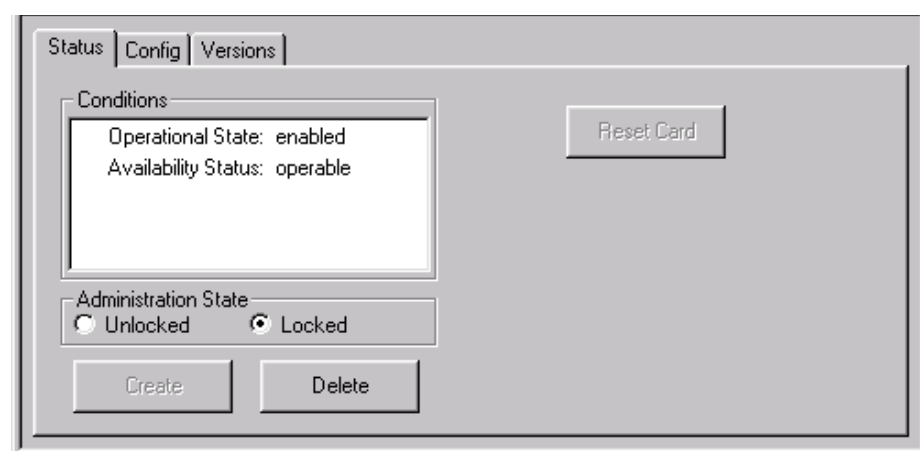 Status Config Versions
Conditions
Operational State: enabled
Availability Status: operable
Reset Card
Administration State
Unlocked Locked
Create Delete